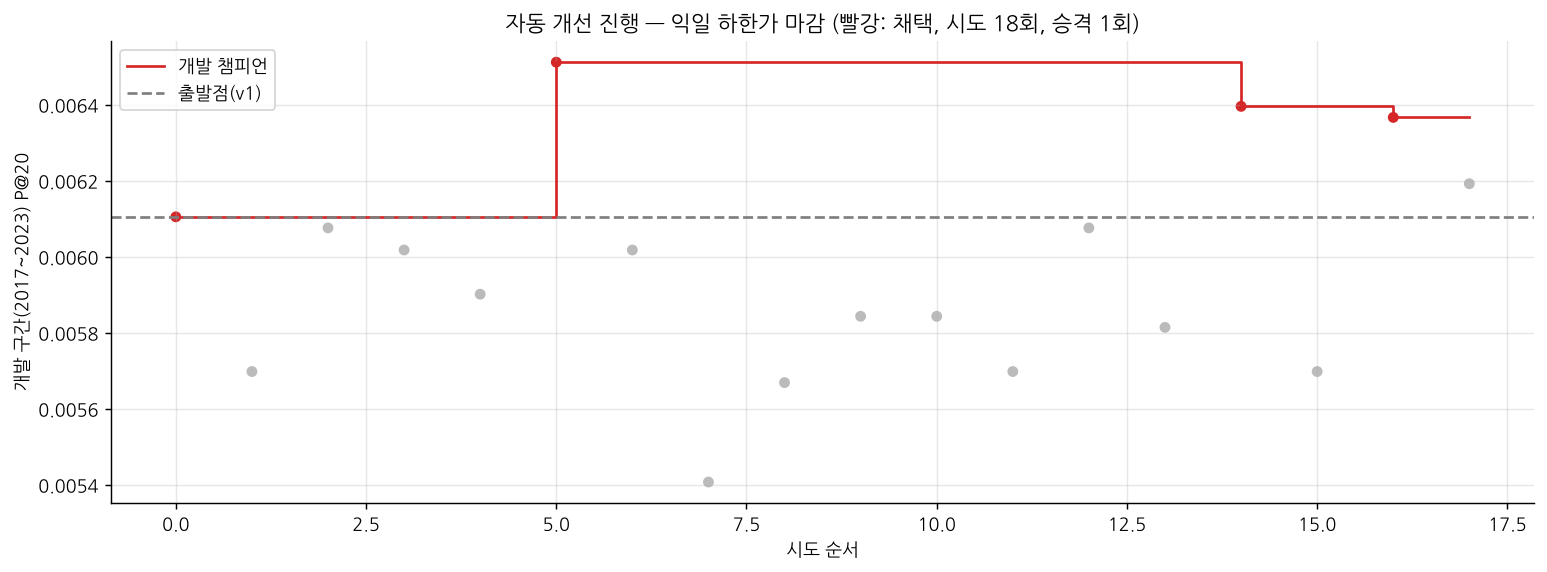 자동 개선 진행 — 익일 하한가 마감 (빨강: 채택, 시도 18회, 승격 1회)
개발 챔피언
출발점(v1)
개발 구간(2017~2023) P@20
0.0064
0.0062
0.0060
0.0058
0.0056
0.0054
0.0
2.5
5.0
7.5
10.0
12.5
15.0
17.5
시도 순서